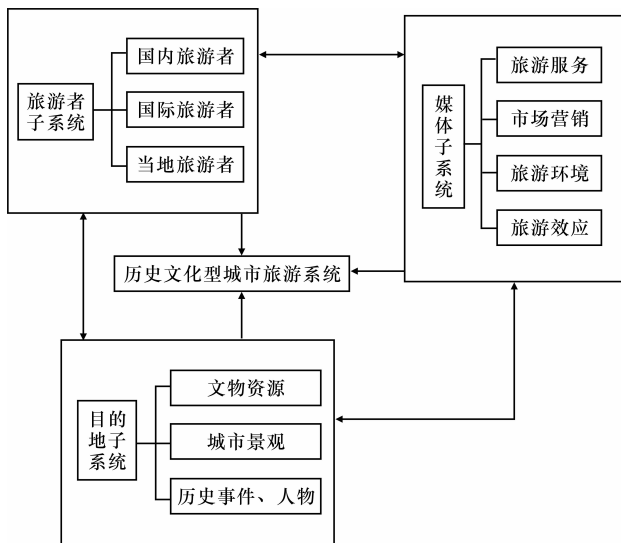 旅游者
子系统
国内旅游者
国际旅游者
当地旅游者
媒
体
子
系
统
旅游服务
市场营销
旅游环境
旅游效应
历史文化型城市旅游系统
目的
地子
系统
文物资源
城市景观
历史事件、人物